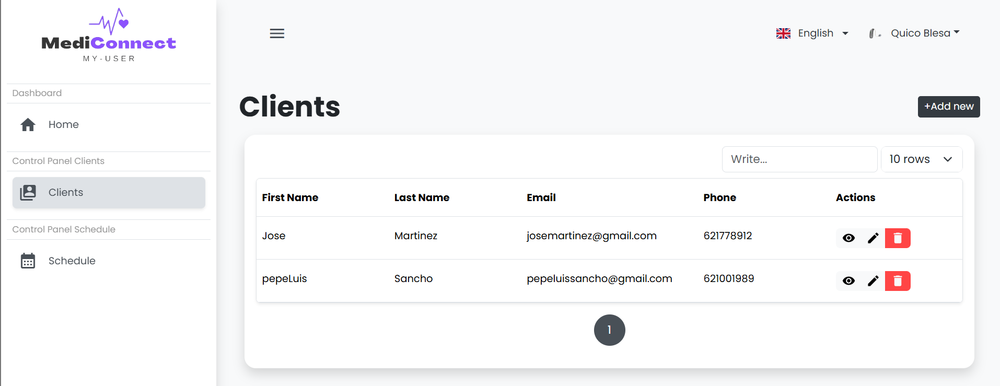 MediConnect
MY-USER
Dashboard
Home
Control Panel Clients
Clients
Control Panel Schedule
Schedule
English
Quico Blesa
Clients
+Add new
Write...
10 rows
First Name Last Name Email Phone Actions
Jose Martinez josemartinez@gmail.com 621778912
pepeLuis Sancho pepeluissancho@gmail.com 621001989
1